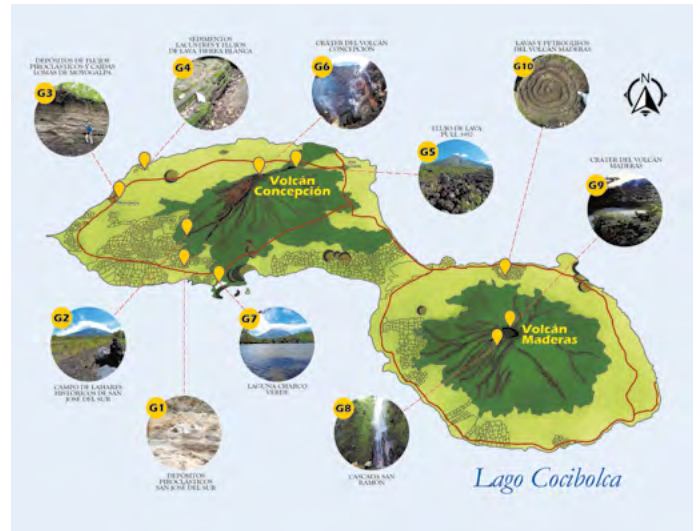 DEPÓSITOS DE FLUJOS
PIROCLÁSTICOS Y CAÍDAS
LOMAS DE MOYOGALPA
G3
SEDIMENTOS
LACUSTRES Y FLUJOS
DE LAVA TIERRA BLANCA
G4
CRÁTER DEL VOLCÁN
CONCEPCIÓN
G6
LAVAS Y PETROGLIFOS
DEL VOLCÁN MADERAS
G10
N
FLUJO DE LAVA
PULL 1957
G5
CRÁTER DEL VOLCÁN
MADERAS
G9
Volcán
Concepción
Volcán
Maderas
G2
CAMPO DE LAHARES
HISTÓRICOS DE SAN
JOSÉ DEL SUR
G7
LAGUNA CHARCO
VERDE
G1
DEPÓSITOS
PIROCLÁSTICOS
SAN JOSÉ DEL SUR
G8
CASCADA SAN
RAMÓN
Lago Cocibolca